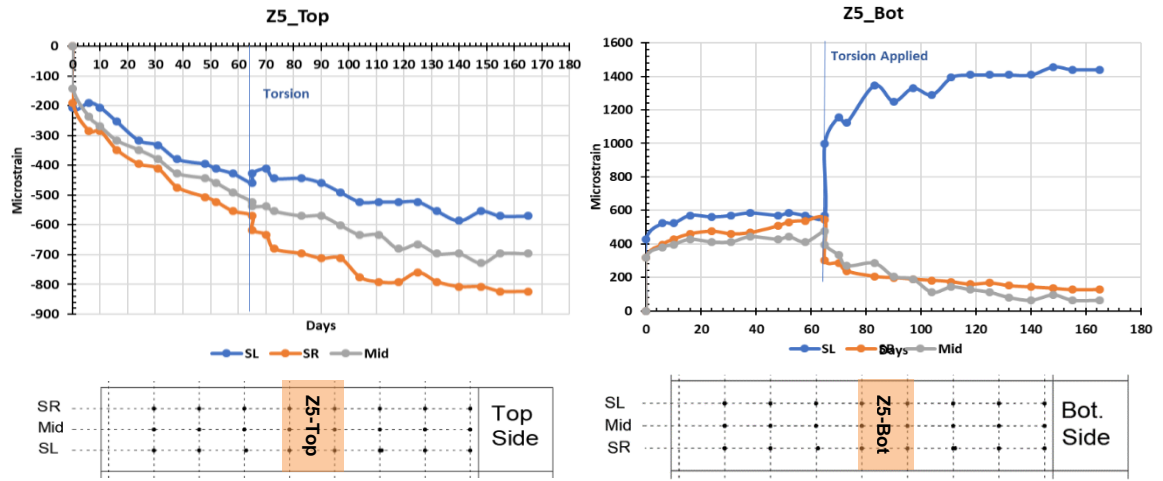 Z5_Top
0
0 10 20 30 40 50 60 70 80 90 100 110 120 130 140 150 160 170 180
-100
-200
-300
-400
-500
-600
-700
-800
-900
Microstrain
Torsion
Days
SL SR Mid
Z5_Bot
1600
1400
1200
1000
800
600
400
200
0
0 20 40 60 80 100 120 140 160 180
Microstrain
Torsion Applied
Days
SL SR Mid
SR
Mid
SL
Z5-Top
Top
Side
SL
Mid
SR
Z5-Bot
Bot.
Side